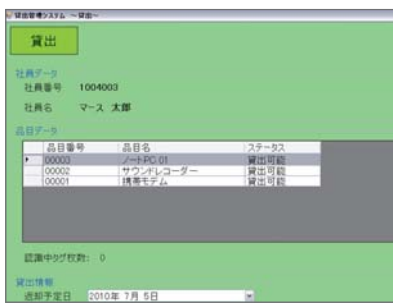 貸出管理システム ～貸出～
貸出
社員データ
社員番号 1004003
社員名 マース 太郎
品目データ
品目番号 品目名 ステータス
00003 ノートPC 01 貸出可能
00002 サウンドレコーダー 貸出可能
00001 携帯モデム 貸出可能
認識中タグ枚数: 0
貸出情報
返却予定日 2010年 7月 5日